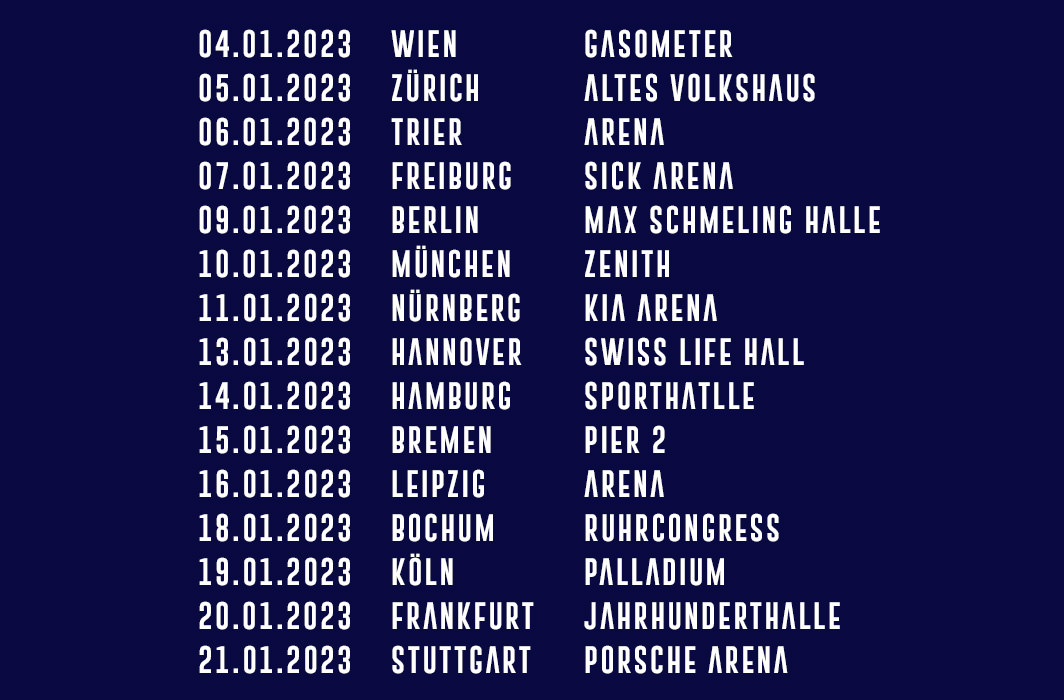 04.01.2023 WIEN GASOMETER
05.01.2023 ZÜRICH ALTES VOLKSHAUS
06.01.2023 TRIER ARENA
07.01.2023 FREIBURG SICK ARENA
09.01.2023 BERLIN MAX SCHMELING HALLE
10.01.2023 MÜNCHEN ZENITH
11.01.2023 NÜRNBERG KIA ARENA
13.01.2023 HANNOVER SWISS LIFE HALL
14.01.2023 HAMBURG SPORTHATLLE
15.01.2023 BREMEN PIER 2
16.01.2023 LEIPZIG ARENA
18.01.2023 BOCHUM RUHRCONGRESS
19.01.2023 KÖLN PALLADIUM
20.01.2023 FRANKFURT JAHRHUNDERTHALLE
21.01.2023 STUTTGART PORSCHE ARENA